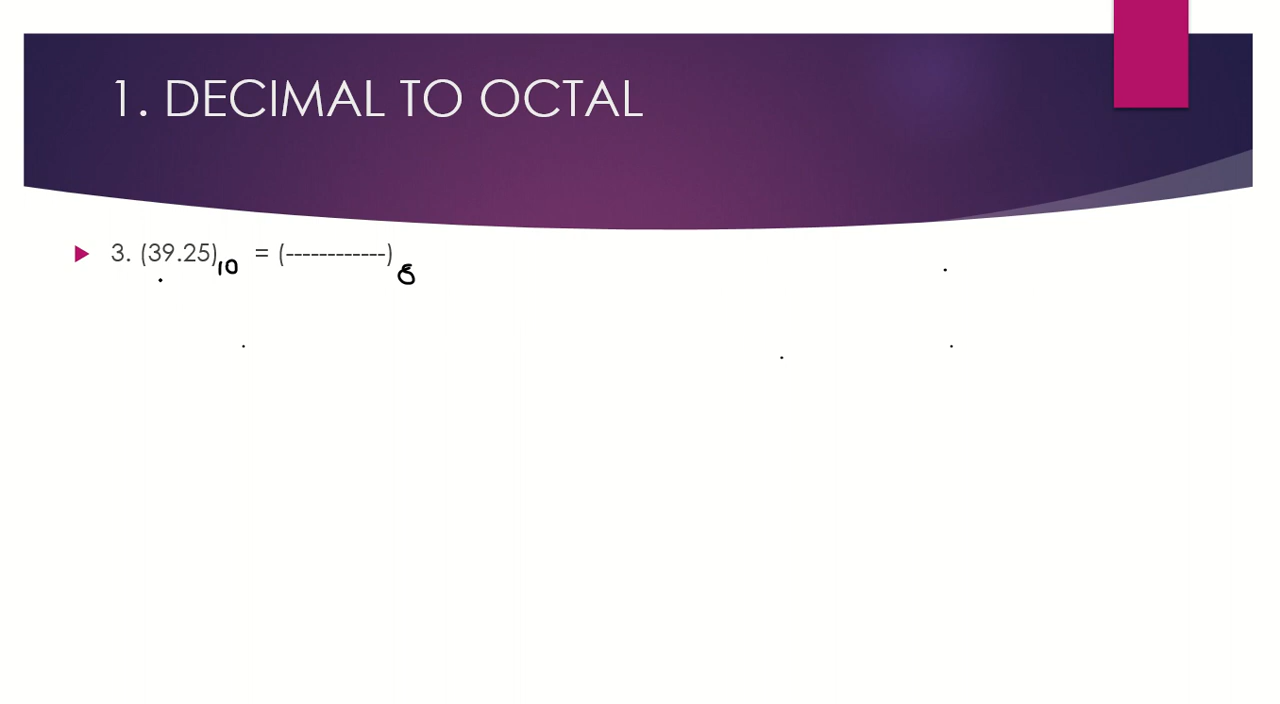 1. DECIMAL TO OCTAL
3. (39.25)10 = (------------)8